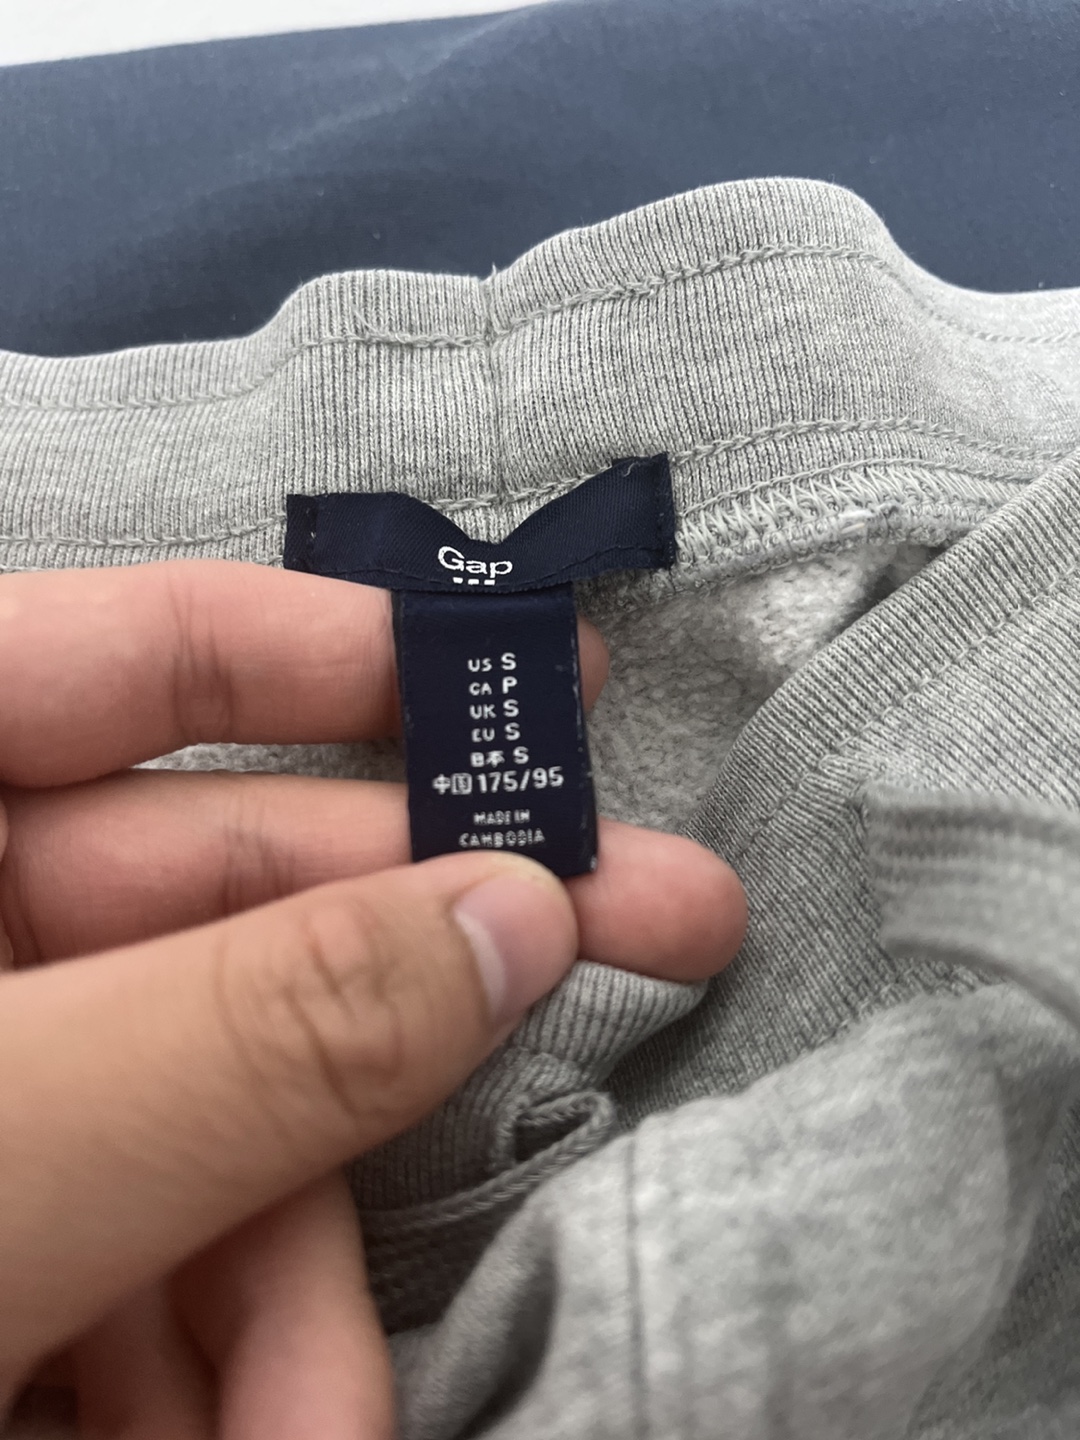 Gap
US S
CA P
UK S
EU S
日本 S
中国 175/95
MADE IN
CAMBODIA